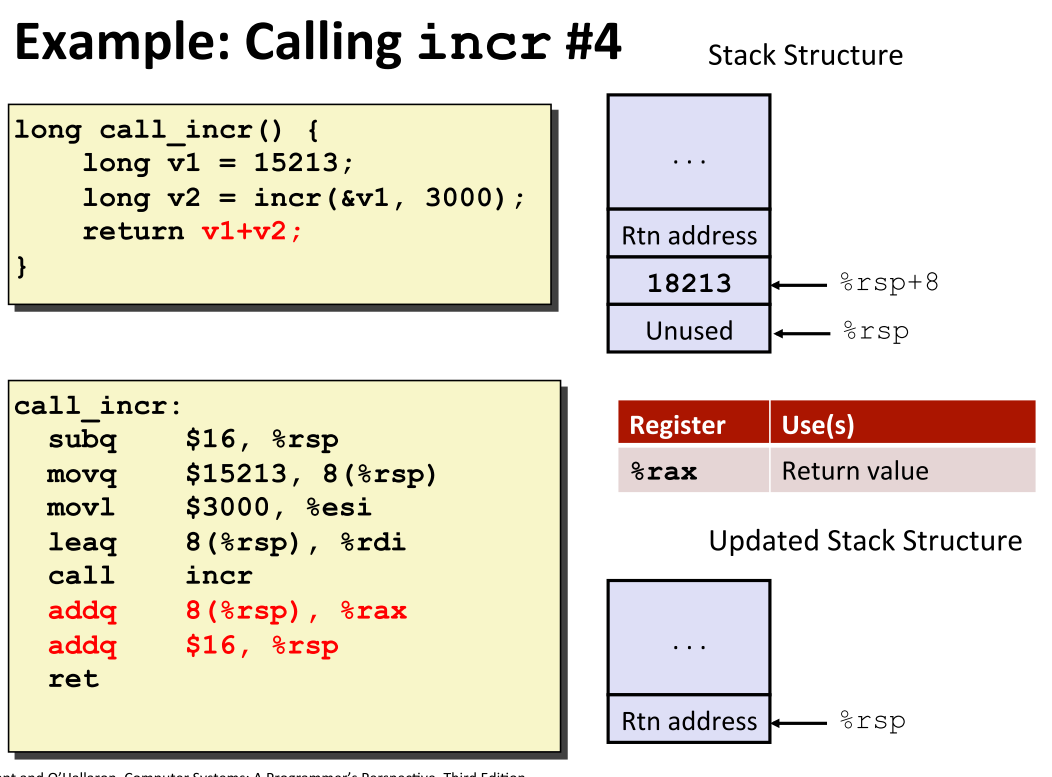 Example: Calling incr #4
Stack Structure
long call_incr() {
    long v1 = 15213;
    long v2 = incr(&v1, 3000);
    return v1+v2;
}
...
Rtn address
18213
%rsp+8
Unused
%rsp
call_incr:
  subq    $16, %rsp
  movq    $15213, 8(%rsp)
  movl    $3000, %esi
  leaq    8(%rsp), %rdi
  call    incr
  addq    8(%rsp), %rax
  addq    $16, %rsp
  ret
Register Use(s)
%rax Return value
Updated Stack Structure
...
Rtn address
%rsp
and O'Hallaron, Computer Systems: A Programmer's Perspective, Third Edition